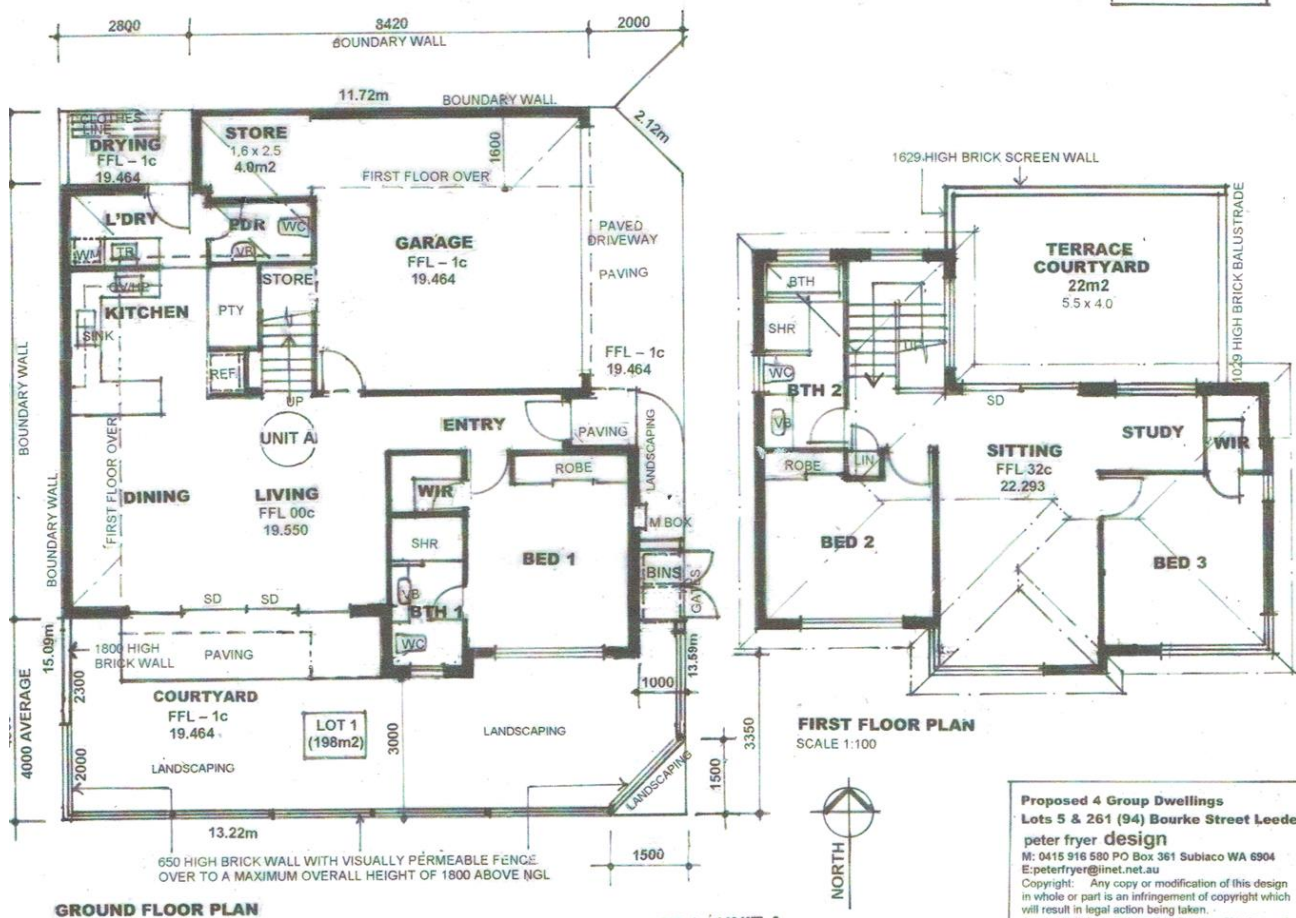 2800
8420
2000
BOUNDARY WALL
11.72m
BOUNDARY WALL
2.12m
CLOTHES
LINE
DRYING
FFL – 1c
19.464
STORE
1.6 x 2.5
4.0m2
1600
FIRST FLOOR OVER
L'DRY
PDR
WC
WM
TR
VB
GARAGE
FFL – 1c
19.464
PAVED
DRIVEWAY
PAVING
STORE
KITCHEN
PTY
SINK
REF
UP
FFL – 1c
19.464
BOUNDARY WALL
BOUNDARY WALL
FIRST FLOOR OVER
UNIT A
ENTRY
PAVING
LANDSCAPING
ROBE
DINING
LIVING
FFL 00c
19.550
WIR
M BOX
SHR
BED 1
BINS
GATES
VB
BTH 1
WC
SD
SD
15.09m
1800 HIGH
BRICK WALL
PAVING
13.59m
2300
COURTYARD
FFL – 1c
19.464
1000
4000 AVERAGE
LOT 1
(198m2)
3000
LANDSCAPING
3350
2000
LANDSCAPING
1500
LANDSCAPING
13.22m
650 HIGH BRICK WALL WITH VISUALLY PERMEABLE FENCE
OVER TO A MAXIMUM OVERALL HEIGHT OF 1800 ABOVE NGL
1500
GROUND FLOOR PLAN
1629 HIGH BRICK SCREEN WALL
TERRACE
COURTYARD
22m2
5.5 x 4.0
1029 HIGH BRICK BALUSTRADE
BTH
SHR
WC
BTH 2
VB
SD
STUDY
WIR
SITTING
FFL 32c
22.293
ROBE
LIN
BED 2
BED 3
FIRST FLOOR PLAN
SCALE 1:100
NORTH
Proposed 4 Group Dwellings
Lots 5 & 261 (94) Bourke Street Leede
peter fryer design
M: 0415 916 580 PO Box 361 Subiaco WA 6904
E:peterfryer@iinet.net.au
Copyright: Any copy or modification of this design
in whole or part is an infringement of copyright which
will result in legal action being taken.